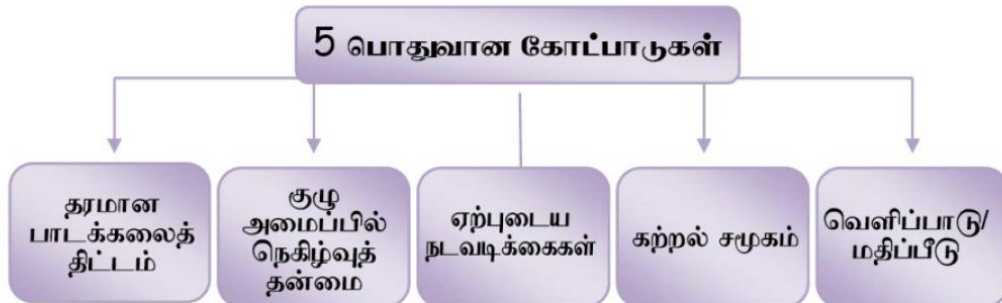 5 பொதுவான கோட்பாடுகள்
தரமான
பாடக்கலைத்
திட்டம்
குழு
அமைப்பில்
நெகிழ்வுத்
தன்மை
ஏற்புடைய
நடவடிக்கைகள்
கற்றல் சமூகம்
வெளிப்பாடு/
மதிப்பீடு